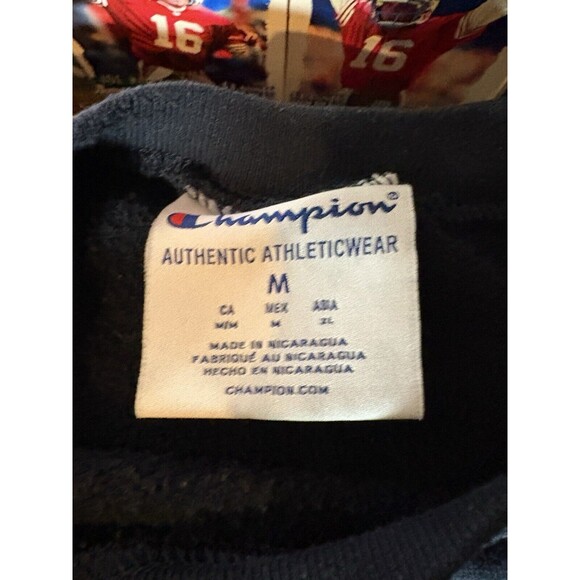 16
16
Champion®
AUTHENTIC ATHLETICWEAR
M
CA MEX ASIA
M/M M XL
MADE IN NICARAGUA
FABRIQUÉ AU NICARAGUA
HECHO EN NICARAGUA
CHAMPION.COM